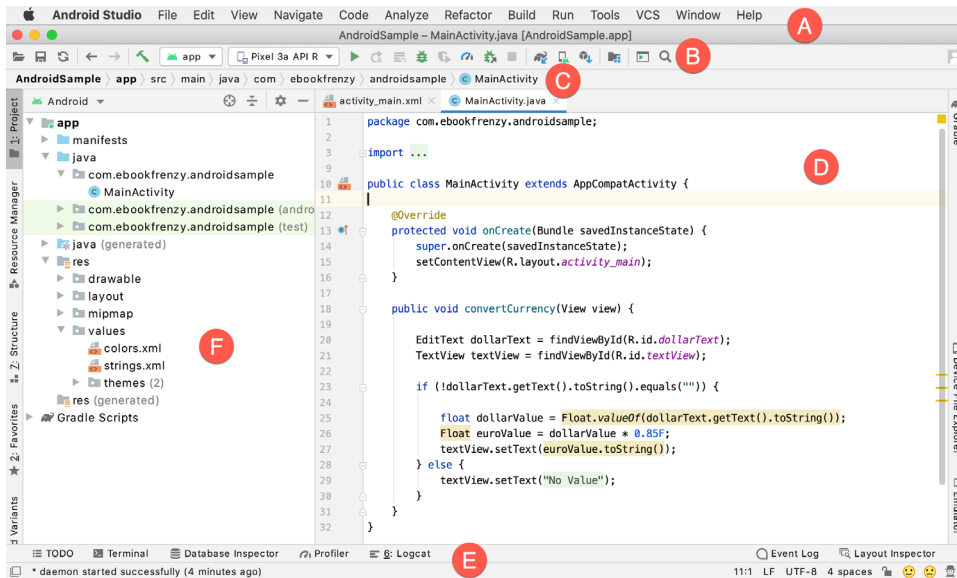 Android Studio File Edit View Navigate Code Analyze Refactor Build Run Tools VCS Window Help
A
AndroidSample – MainActivity.java [AndroidSample.app]
app Pixel 3a API R
B
AndroidSample app src main java com ebookfrenzy androidsample C MainActivity
C
1: Project
Resource Manager
Z: Structure
2: Favorites
Variants
Android
app
manifests
java
com.ebookfrenzy.androidsample
C MainActivity
com.ebookfrenzy.androidsample (andro
com.ebookfrenzy.androidsample (test)
java (generated)
res
drawable
layout
mipmap
values
colors.xml
strings.xml
themes (2)
res (generated)
Gradle Scripts
F
activity_main.xml × C MainActivity.java ×
1 package com.ebookfrenzy.androidsample;
2
3 import ...
9
10 public class MainActivity extends AppCompatActivity {
11
12 @Override
13 protected void onCreate(Bundle savedInstanceState) {
14 super.onCreate(savedInstanceState);
15 setContentView(R.layout.activity_main);
16 }
17
18 public void convertCurrency(View view) {
19
20 EditText dollarText = findViewById(R.id.dollarText);
21 TextView textView = findViewById(R.id.textView);
22
23 if (!dollarText.getText().toString().equals("")) {
24
25 float dollarValue = Float.valueOf(dollarText.getText().toString());
26 Float euroValue = dollarValue * 0.85F;
27 textView.setText(euroValue.toString());
28 } else {
29 textView.setText("No Value");
30 }
31 }
32 }
D
Gradle
Device File Explorer
Emulator
TODO Terminal Database Inspector Profiler 6: Logcat Event Log Layout Inspector
E
* daemon started successfully (4 minutes ago) 11:1 LF UTF-8 4 spaces